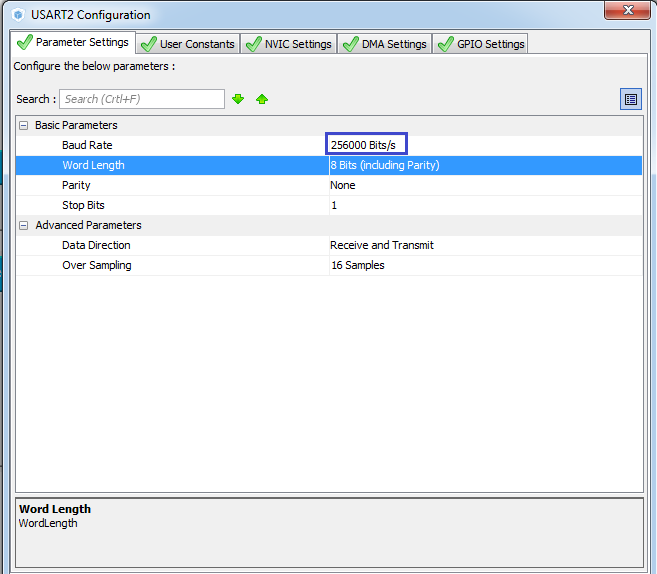 USART2 Configuration
Parameter Settings User Constants NVIC Settings DMA Settings GPIO Settings
Configure the below parameters :
Search : Search (Crtl+F)
Basic Parameters
Baud Rate 256000 Bits/s
Word Length 8 Bits (including Parity)
Parity None
Stop Bits 1
Advanced Parameters
Data Direction Receive and Transmit
Over Sampling 16 Samples
Word Length
WordLength